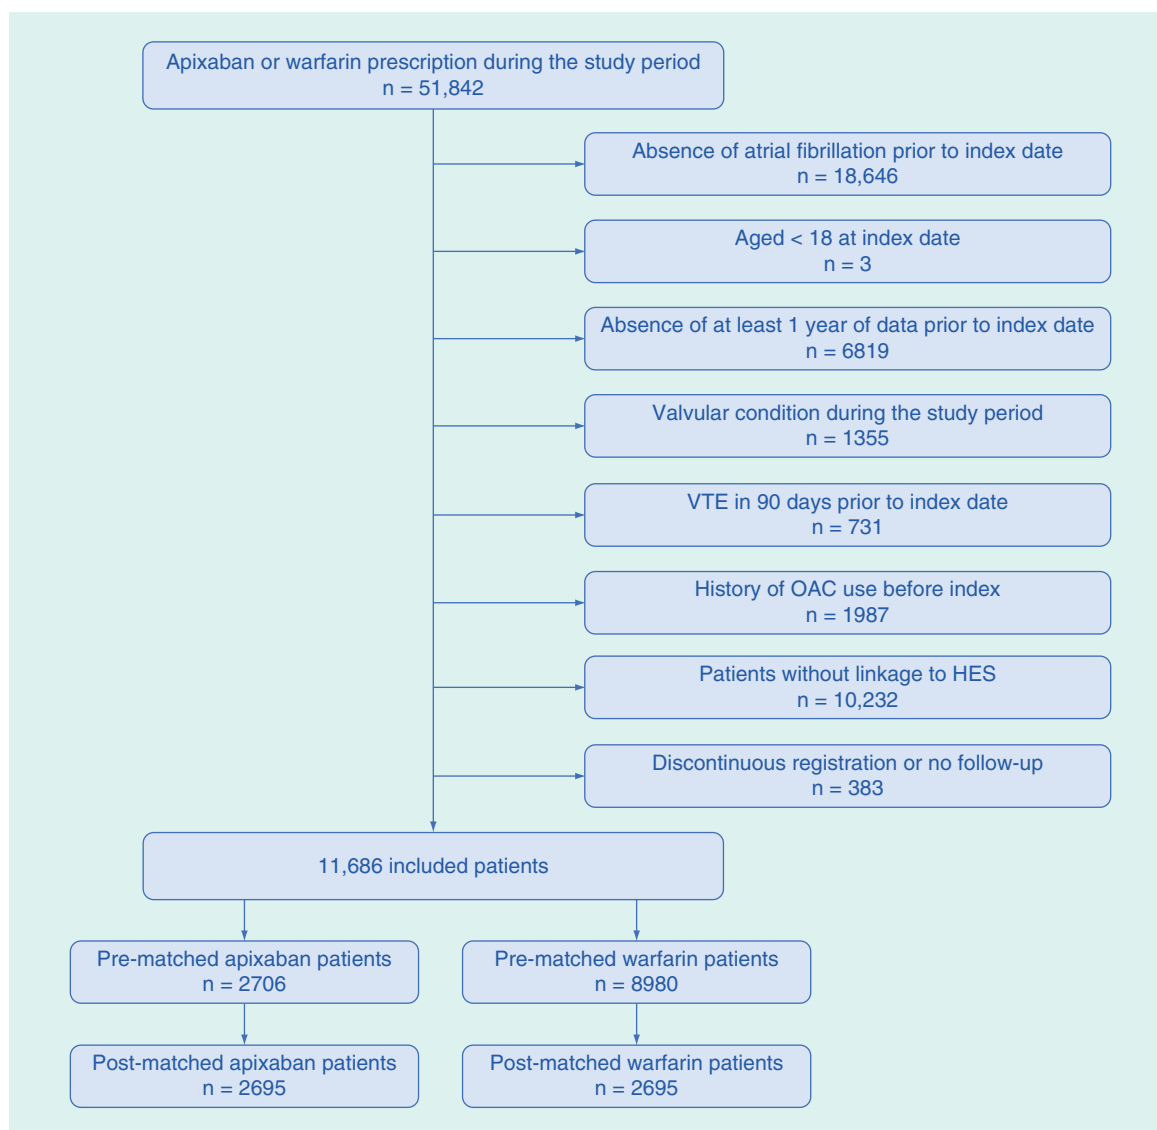 Apixaban or warfarin prescription during the study period
n = 51,842
Absence of atrial fibrillation prior to index date
n = 18,646
Aged < 18 at index date
n = 3
Absence of at least 1 year of data prior to index date
n = 6819
Valvular condition during the study period
n = 1355
VTE in 90 days prior to index date
n = 731
History of OAC use before index
n = 1987
Patients without linkage to HES
n = 10,232
Discontinuous registration or no follow-up
n = 383
11,686 included patients
Pre-matched apixaban patients
n = 2706
Pre-matched warfarin patients
n = 8980
Post-matched apixaban patients
n = 2695
Post-matched warfarin patients
n = 2695